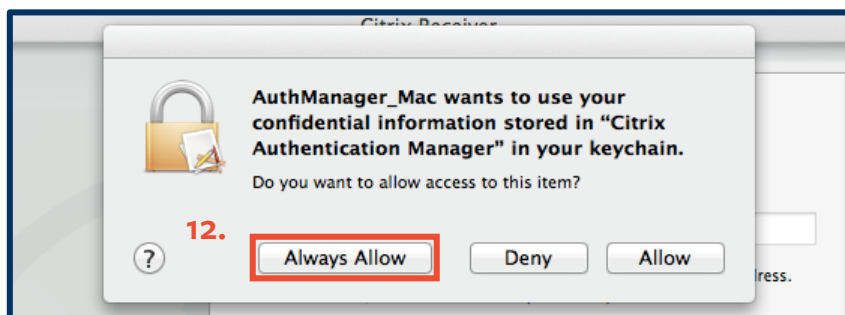 Citrix Receiver
AuthManager_Mac wants to use your
confidential information stored in “Citrix
Authentication Manager” in your keychain.
Do you want to allow access to this item?
12.
?
Always Allow
Deny
Allow